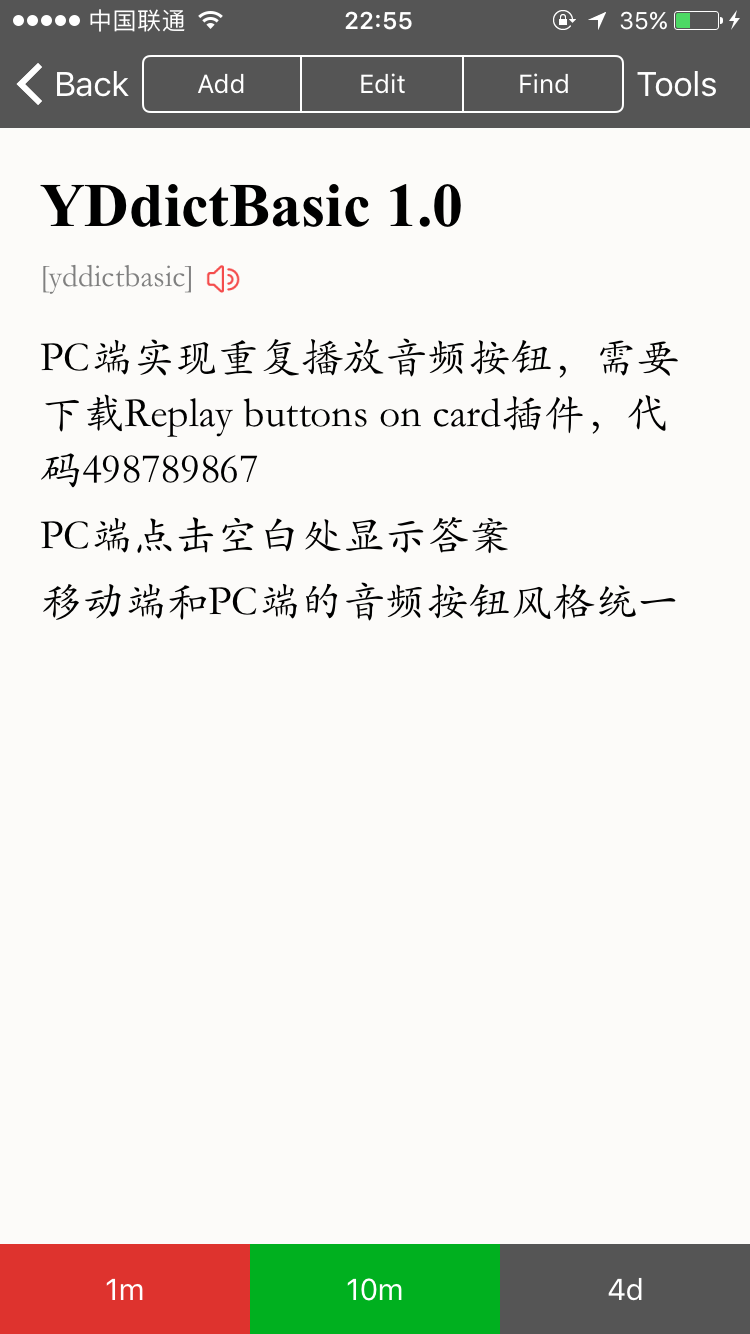 中国联通 22:55 35%
Back Add Edit Find Tools
YDdictBasic 1.0
[yddictbasic]
PC端实现重复播放音频按钮，需要
下载Replay buttons on card插件，代
码498789867
PC端点击空白处显示答案
移动端和PC端的音频按钮风格统一
1m 10m 4d